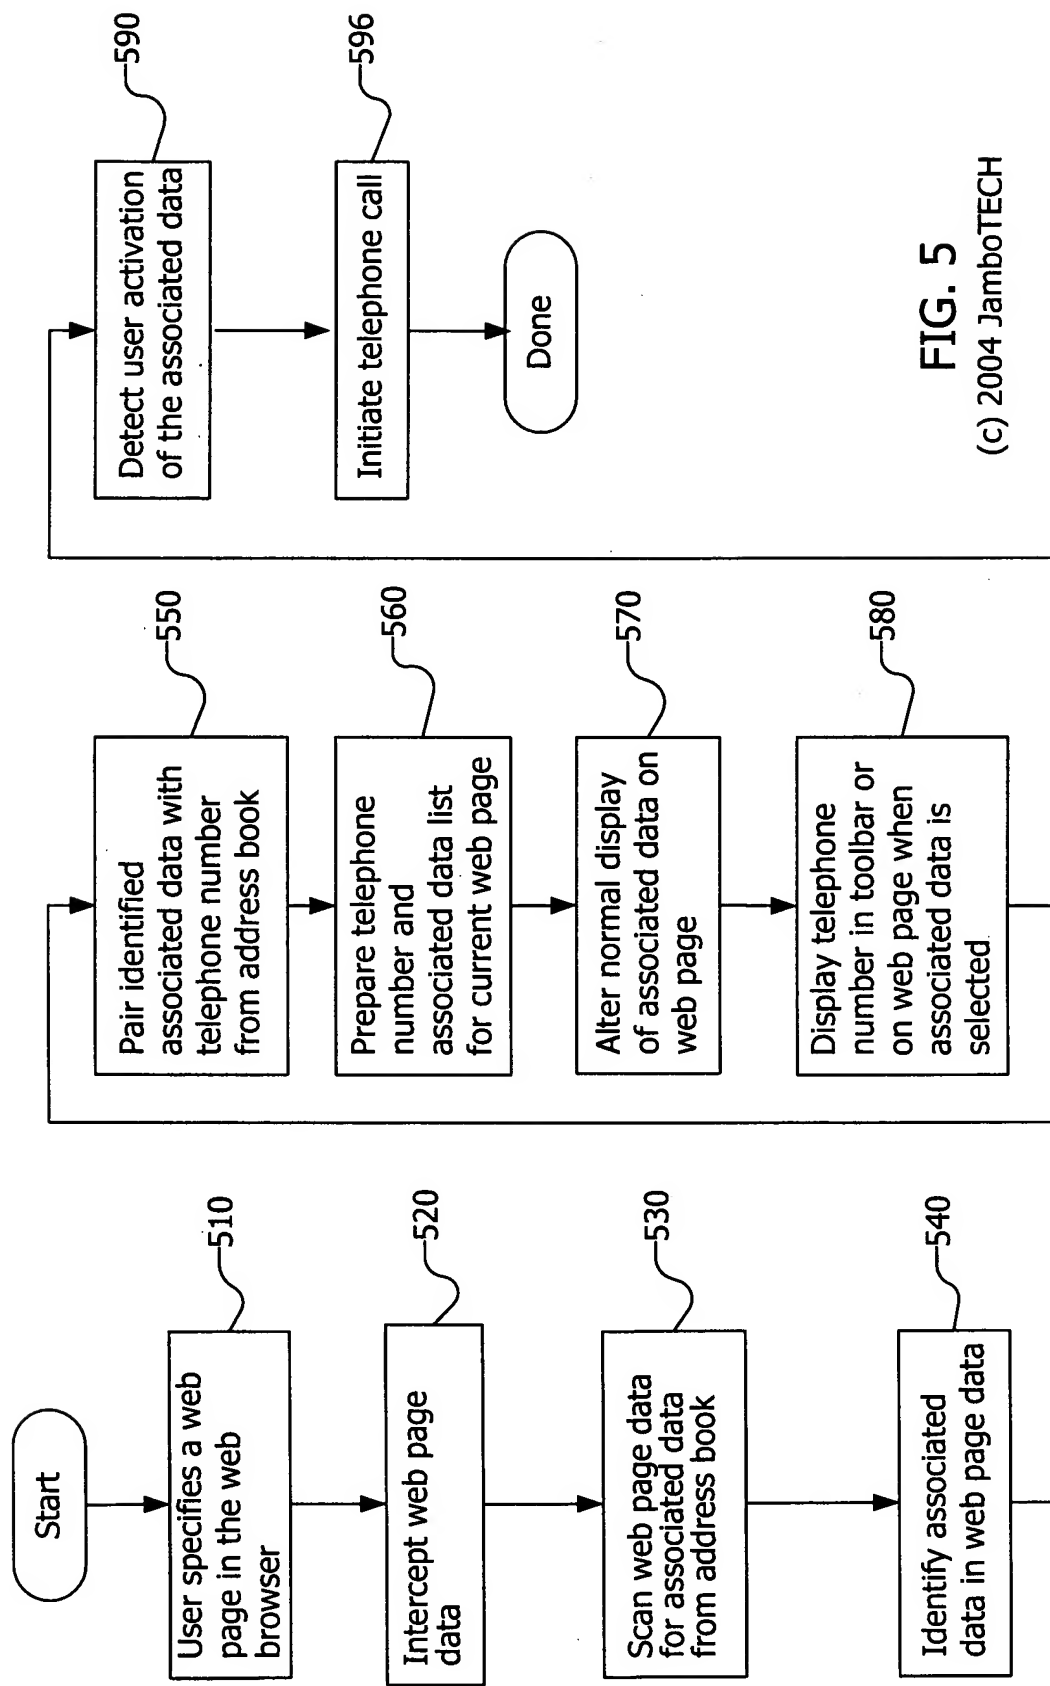 Start
User specifies a web
page in the web
browser
510
Intercept web page
data
520
Scan web page data
for associated data
from address book
530
Identify associated
data in web page data
540
Pair identified
associated data with
telephone number
from address book
550
Prepare telephone
number and
associated data list
for current web page
560
Alter normal display
of associated data on
web page
570
Display telephone
number in toolbar or
on web page when
associated data is
selected
580
Detect user activation
of the associated data
590
Initiate telephone call
596
Done
FIG. 5
(c) 2004 JamboTECH